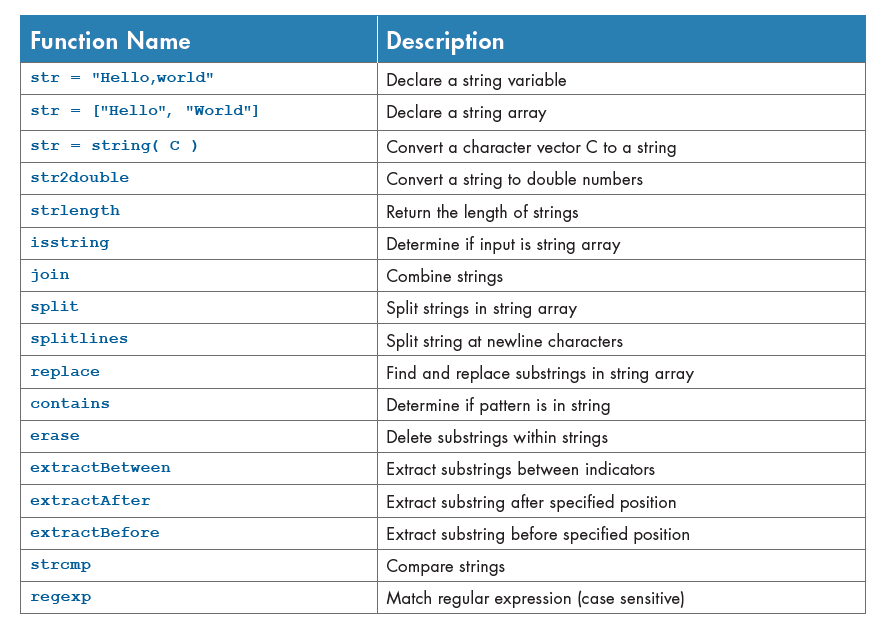 Function Name Description
str = "Hello,world" Declare a string variable
str = ["Hello", "World"] Declare a string array
str = string( C ) Convert a character vector C to a string
str2double Convert a string to double numbers
strlength Return the length of strings
isstring Determine if input is string array
join Combine strings
split Split strings in string array
splitlines Split string at newline characters
replace Find and replace substrings in string array
contains Determine if pattern is in string
erase Delete substrings within strings
extractBetween Extract substrings between indicators
extractAfter Extract substring after specified position
extractBefore Extract substring before specified position
strcmp Compare strings
regexp Match regular expression (case sensitive)